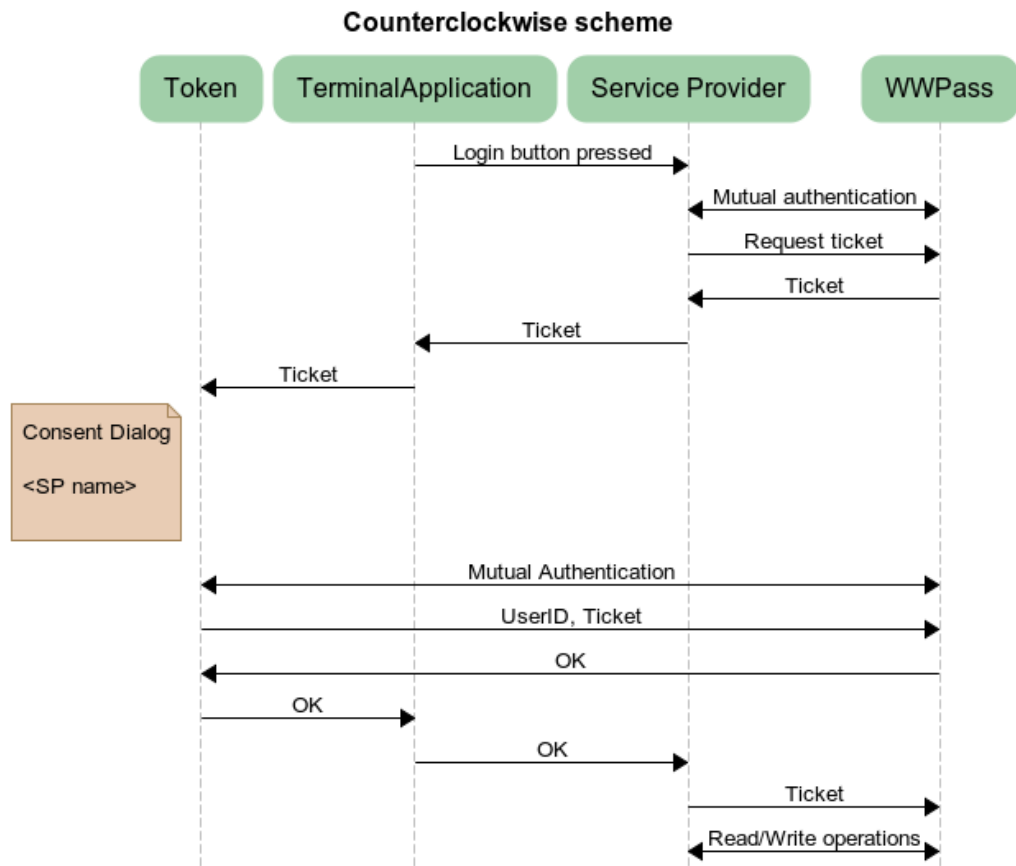 Counterclockwise scheme
Token
TerminalApplication
Service Provider
WWPass
Login button pressed
Mutual authentication
Request ticket
Ticket
Ticket
Ticket
Consent Dialog
<SP name>
Mutual Authentication
UserID, Ticket
OK
OK
OK
Ticket
Read/Write operations